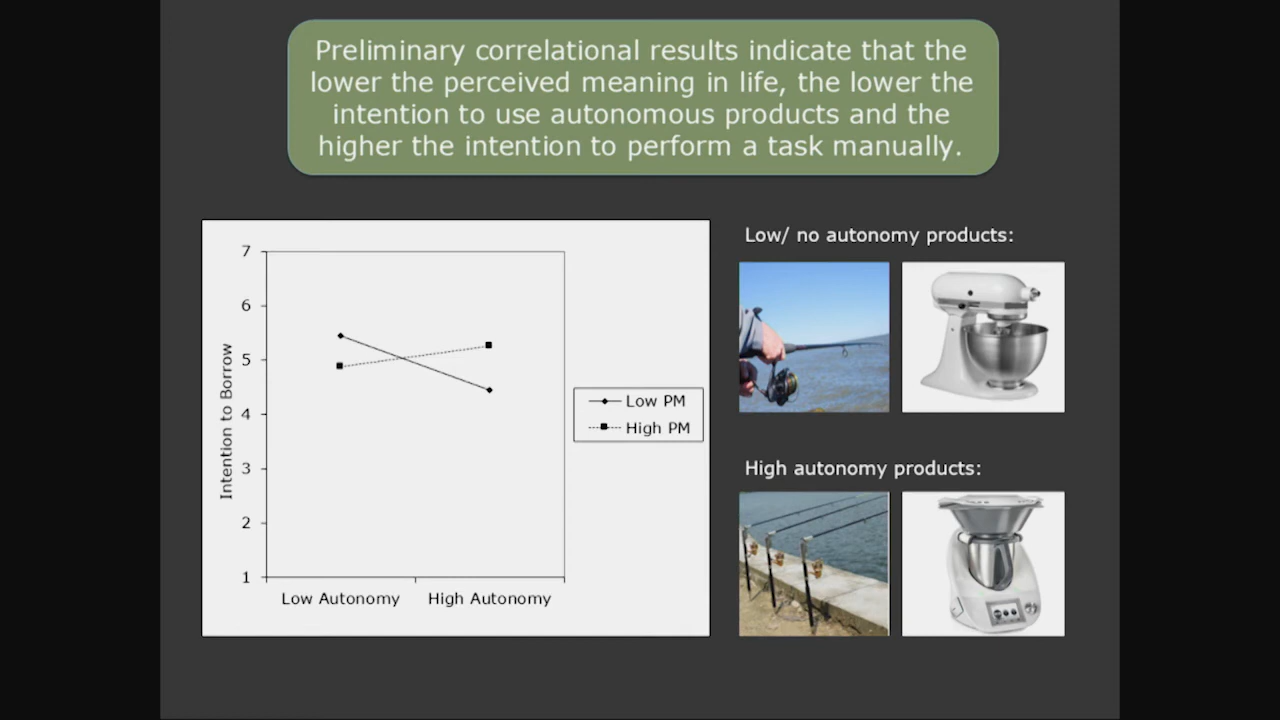 Preliminary correlational results indicate that the
lower the perceived meaning in life, the lower the
intention to use autonomous products and the
higher the intention to perform a task manually.
7
6
5
4
3
2
1
Intention to Borrow
Low Autonomy
High Autonomy
Low PM
High PM
Low/ no autonomy products:
High autonomy products: